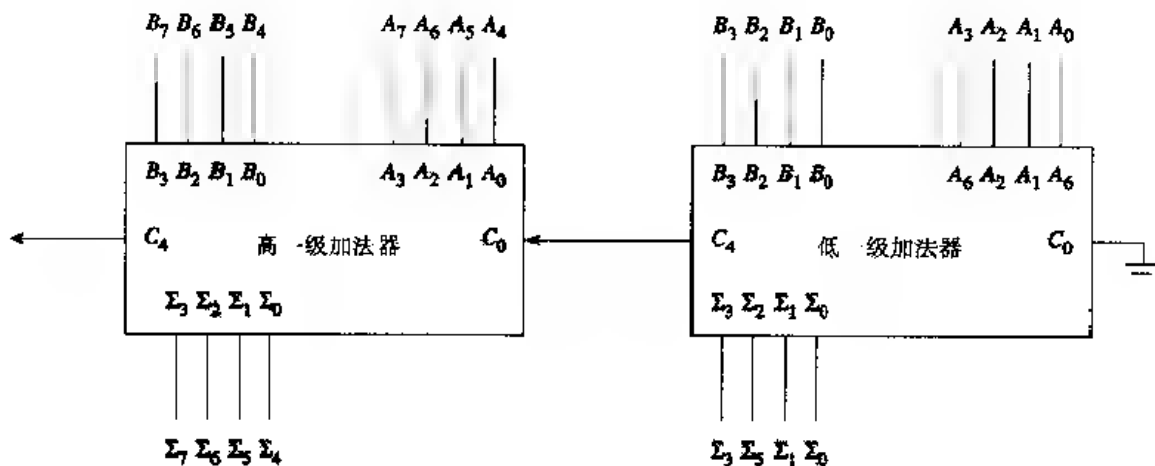 B₇ B₆ B₅ B₄ A₇ A₆ A₅ A₄ B₃ B₂ B₁ B₀ A₃ A₂ A₁ A₀
B₃ B₂ B₁ B₀ A₃ A₂ A₁ A₀ B₃ B₂ B₁ B₀ A₆ A₂ A₁ A₆
C₄ 高一级加法器 C₀ C₄ 低一级加法器 C₀
Σ₃ Σ₂ Σ₁ Σ₀ Σ₃ Σ₂ Σ₁ Σ₀
Σ₇ Σ₆ Σ₅ Σ₄ Σ₃ Σ₅ Σ₁ Σ₀